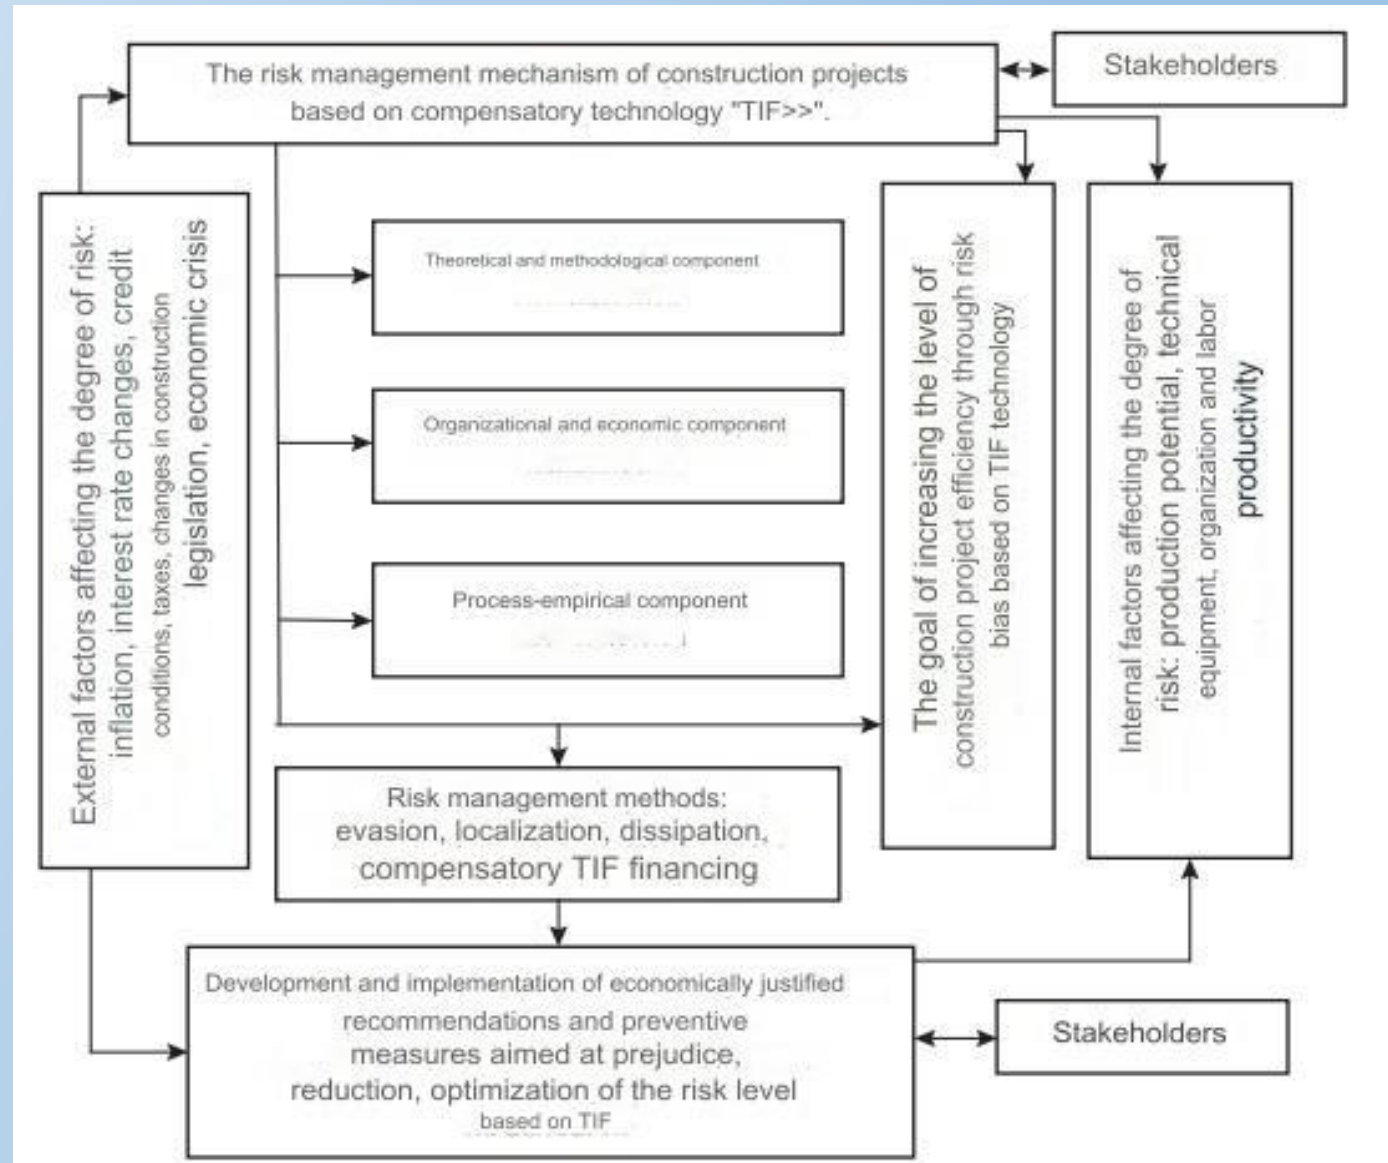 The risk management mechanism of construction projects
based on compensatory technology "TIF>>".
Stakeholders
External factors affecting the degree of risk:
inflation, interest rate changes, credit
conditions, taxes, changes in construction
legislation, economic crisis
Theoretical and methodological component
Organizational and economic component
Process-empirical component
The goal of increasing the level of
construction project efficiency through risk
bias based on TIF technology
Internal factors affecting the degree of
risk: production potential, technical
equipment, organization and labor
productivity
Risk management methods:
evasion, localization, dissipation,
compensatory TIF financing
Development and implementation of economically justified
recommendations and preventive
measures aimed at prejudice,
reduction, optimization of the risk level
based on TIF
Stakeholders